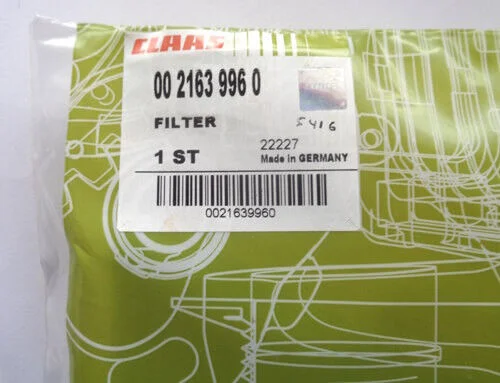 CLAAS
00 2163 996 0
FILTER
5416
1 ST
22227
Made in GERMANY
0021639960